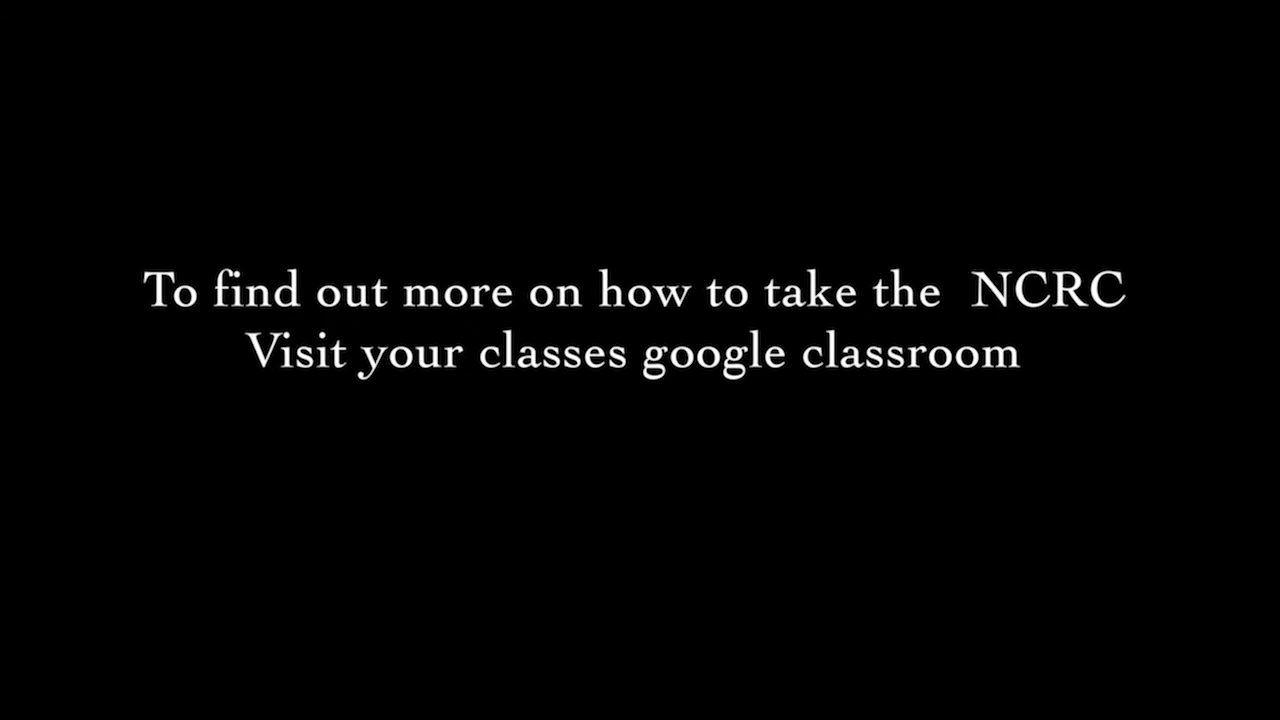 To find out more on how to take the  NCRC
Visit your classes google classroom